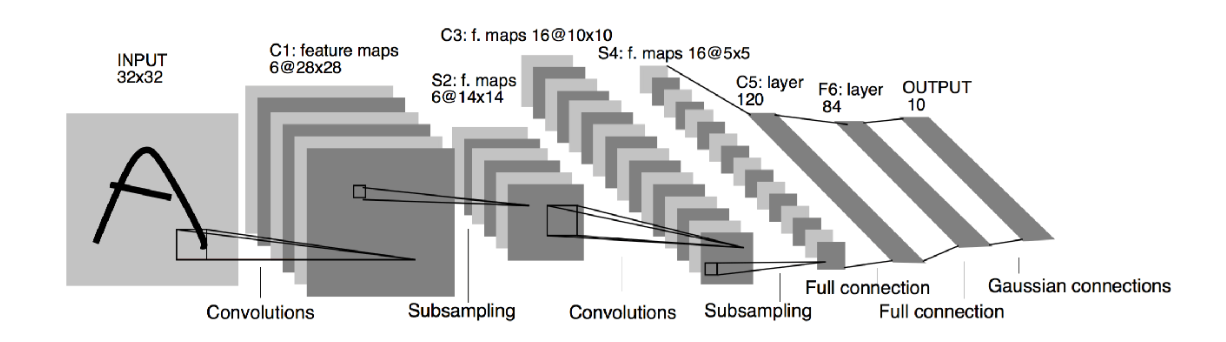 INPUT
32x32
C1: feature maps
6@28x28
S2: f. maps
6@14x14
C3: f. maps 16@10x10
S4: f. maps 16@5x5
C5: layer
120
F6: layer
84
OUTPUT
10
Convolutions
Subsampling
Convolutions
Subsampling
Full connection
Full connection
Gaussian connections